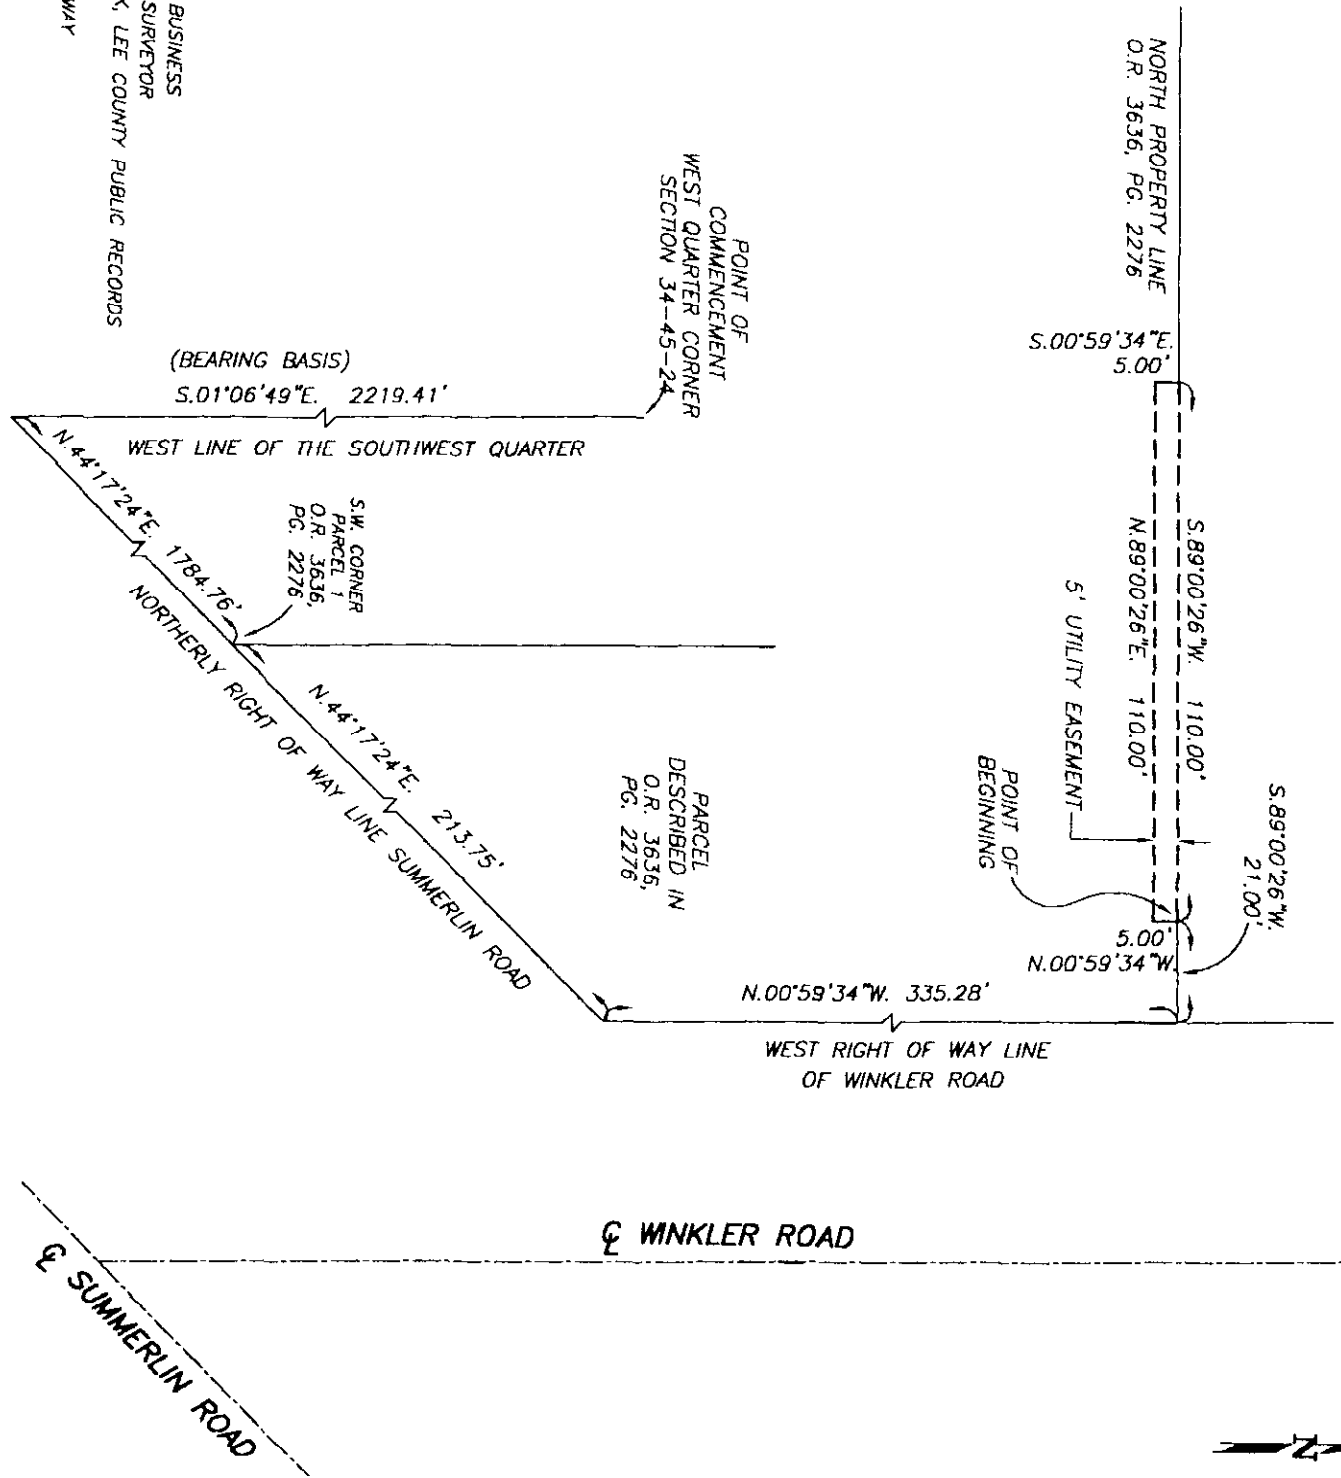 BUSINESS
SURVEYOR
LEE COUNTY PUBLIC RECORDS
WAY
NORTH PROPERTY LINE
O.R. 3636, PG. 2276
POINT OF
COMMENCEMENT
WEST QUARTER CORNER
SECTION 34-45-24
S.00°59'34"E.
5.00'
(BEARING BASIS)
S.01°06'49"E. 2219.41'
WEST LINE OF THE SOUTHWEST QUARTER
N.44°17'24"E. 1784.76'
S.W. CORNER
PARCEL 1
O.R. 3636,
PG. 2276
NORTHERLY RIGHT OF WAY LINE SUMMERLIN ROAD
N.44°17'24"E. 213.75'
PARCEL
DESCRIBED IN
O.R. 3636,
PG. 2276,
S.89°00'26"W. 110.00'
N.89°00'26"E. 110.00'
5' UTILITY EASEMENT
POINT OF
BEGINNING
S.89°00'26"W.
21.00'
5.00'
N.00°59'34"W.
N.00°59'34"W. 335.28'
WEST RIGHT OF WAY LINE
OF WINKLER ROAD
℄ WINKLER ROAD
℄ SUMMERLIN ROAD
N